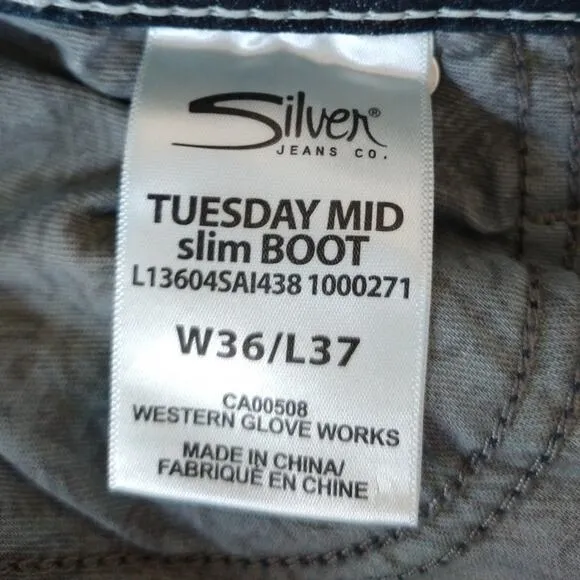 Silver®
JEANS CO.
TUESDAY MID
slim BOOT
L13604SAI438 1000271
W36/L37
CA00508
WESTERN GLOVE WORKS
MADE IN CHINA/
FABRIQUÉ EN CHINE